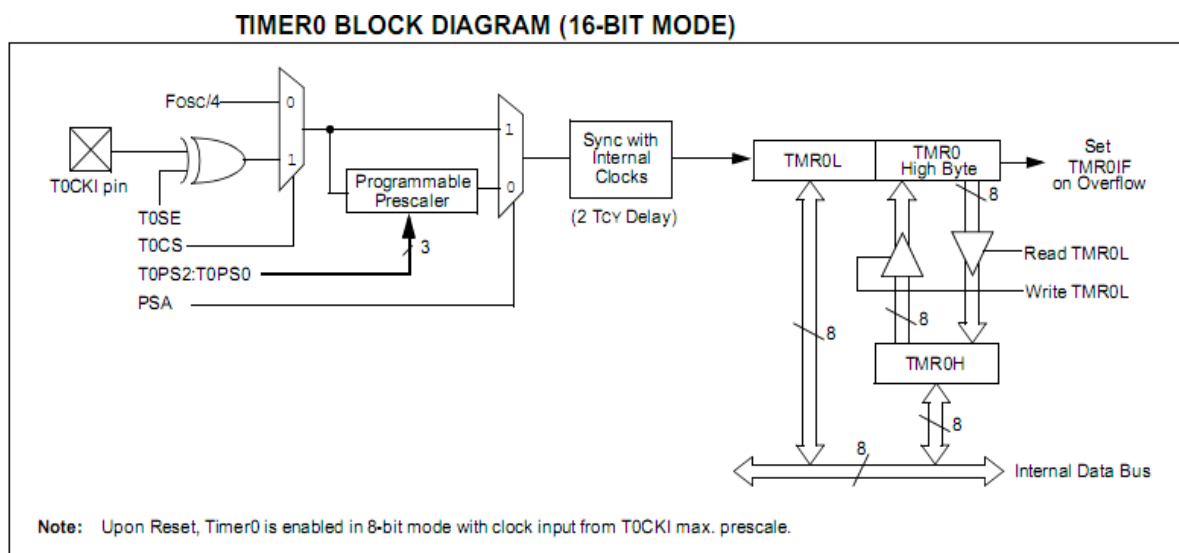 TIMER0 BLOCK DIAGRAM (16-BIT MODE)
Fosc/4
0
1
T0CKI pin
T0SE
T0CS
T0PS2:T0PS0
PSA
Programmable
Prescaler
3
1
0
Sync with
Internal
Clocks
(2 TCY Delay)
TMR0L
TMR0
High Byte
8
Set
TMR0IF
on Overflow
Read TMR0L
Write TMR0L
8
8
TMR0H
8
8
Internal Data Bus
Note: Upon Reset, Timer0 is enabled in 8-bit mode with clock input from T0CKI max. prescale.